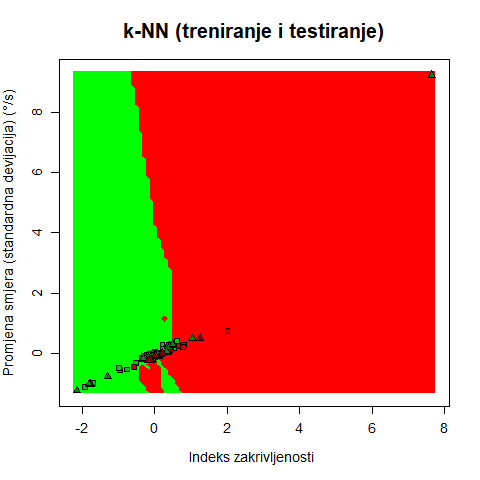 k-NN (treniranje i testiranje)
Promjena smjera (standardna devijacija) (°/s)
8
6
4
2
0
-2 0 2 4 6 8
Indeks zakrivljenosti